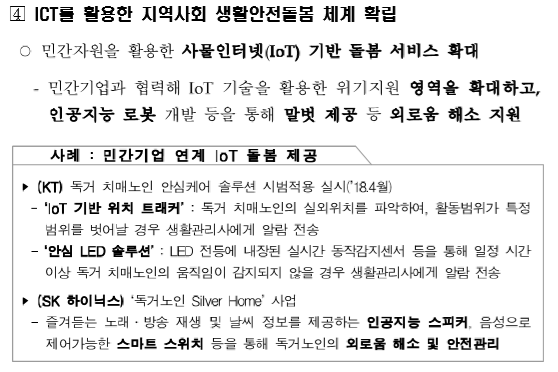 4 ICT를 활용한 지역사회 생활안전돌봄 체계 확립
○ 민간자원을 활용한 사물인터넷(IoT) 기반 돌봄 서비스 확대
- 민간기업과 협력해 IoT 기술을 활용한 위기지원 영역을 확대하고,
인공지능 로봇 개발 등을 통해 말벗 제공 등 외로움 해소 지원
사례 : 민간기업 연계 IoT 돌봄 제공
▸ (KT) 독거 치매노인 안심케어 솔루션 시범적용 실시('18.4월)
- 'IoT 기반 위치 트래커' : 독거 치매노인의 실외위치를 파악하여, 활동범위가 특정
범위를 벗어날 경우 생활관리사에게 알람 전송
- '안심 LED 솔루션' : LED 전등에 내장된 실시간 동작감지센서 등을 통해 일정 시간
이상 독거 치매노인의 움직임이 감지되지 않을 경우 생활관리사에게 알람 전송
▸ (SK 하이닉스) '독거노인 Silver Home' 사업
- 즐겨듣는 노래·방송 재생 및 날씨 정보를 제공하는 인공지능 스피커, 음성으로
제어가능한 스마트 스위치 등을 통해 독거노인의 외로움 해소 및 안전관리